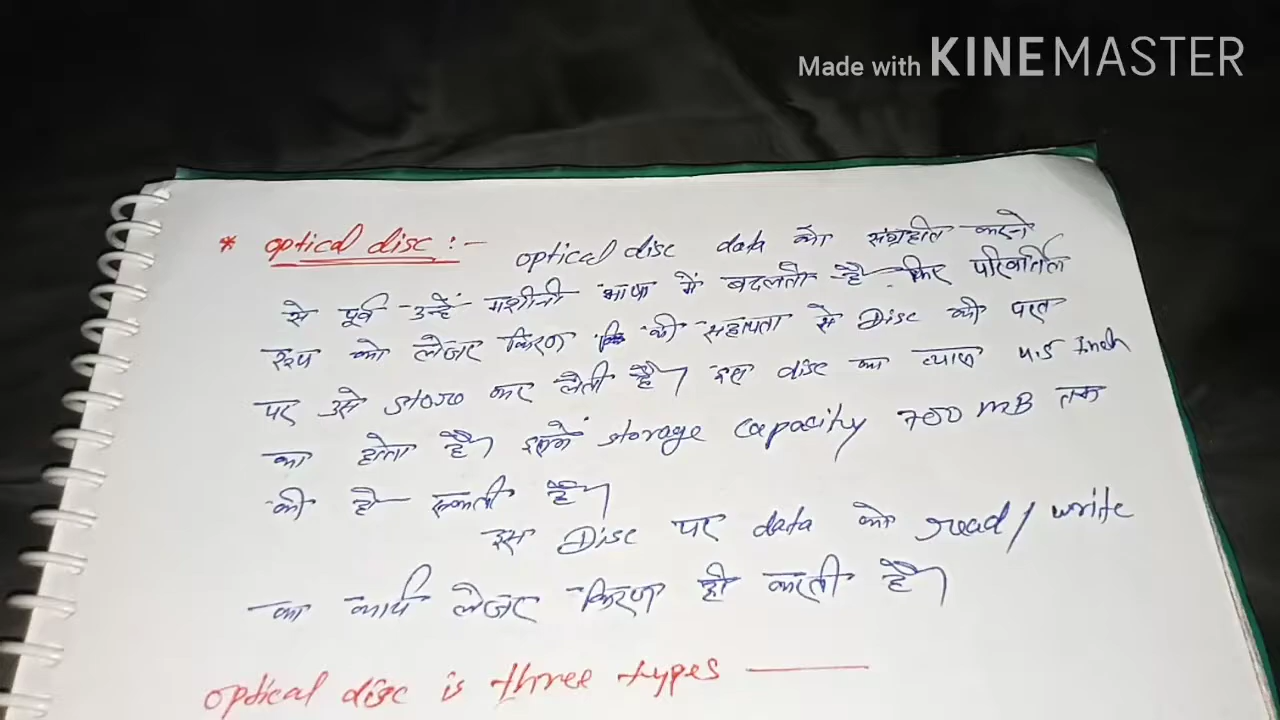 Made with KINEMASTER
* optical disc :- optical disc data को संग्रहीत करने
से पूर्व उन्हें मशीनी भाषा में बदलती है फिर परिवर्तित
रूप को लेजर किरण की सहायता से Disc की परत
पर उसे store कर लेती है। इस disc का व्यास 4.5 Inch
का होता है। इसकी storage capacity 700 MB तक
की हो सकती है।
इस Disc पर data को read/write
का कार्य लेजर किरण ही करती है।
optical disc is three types —